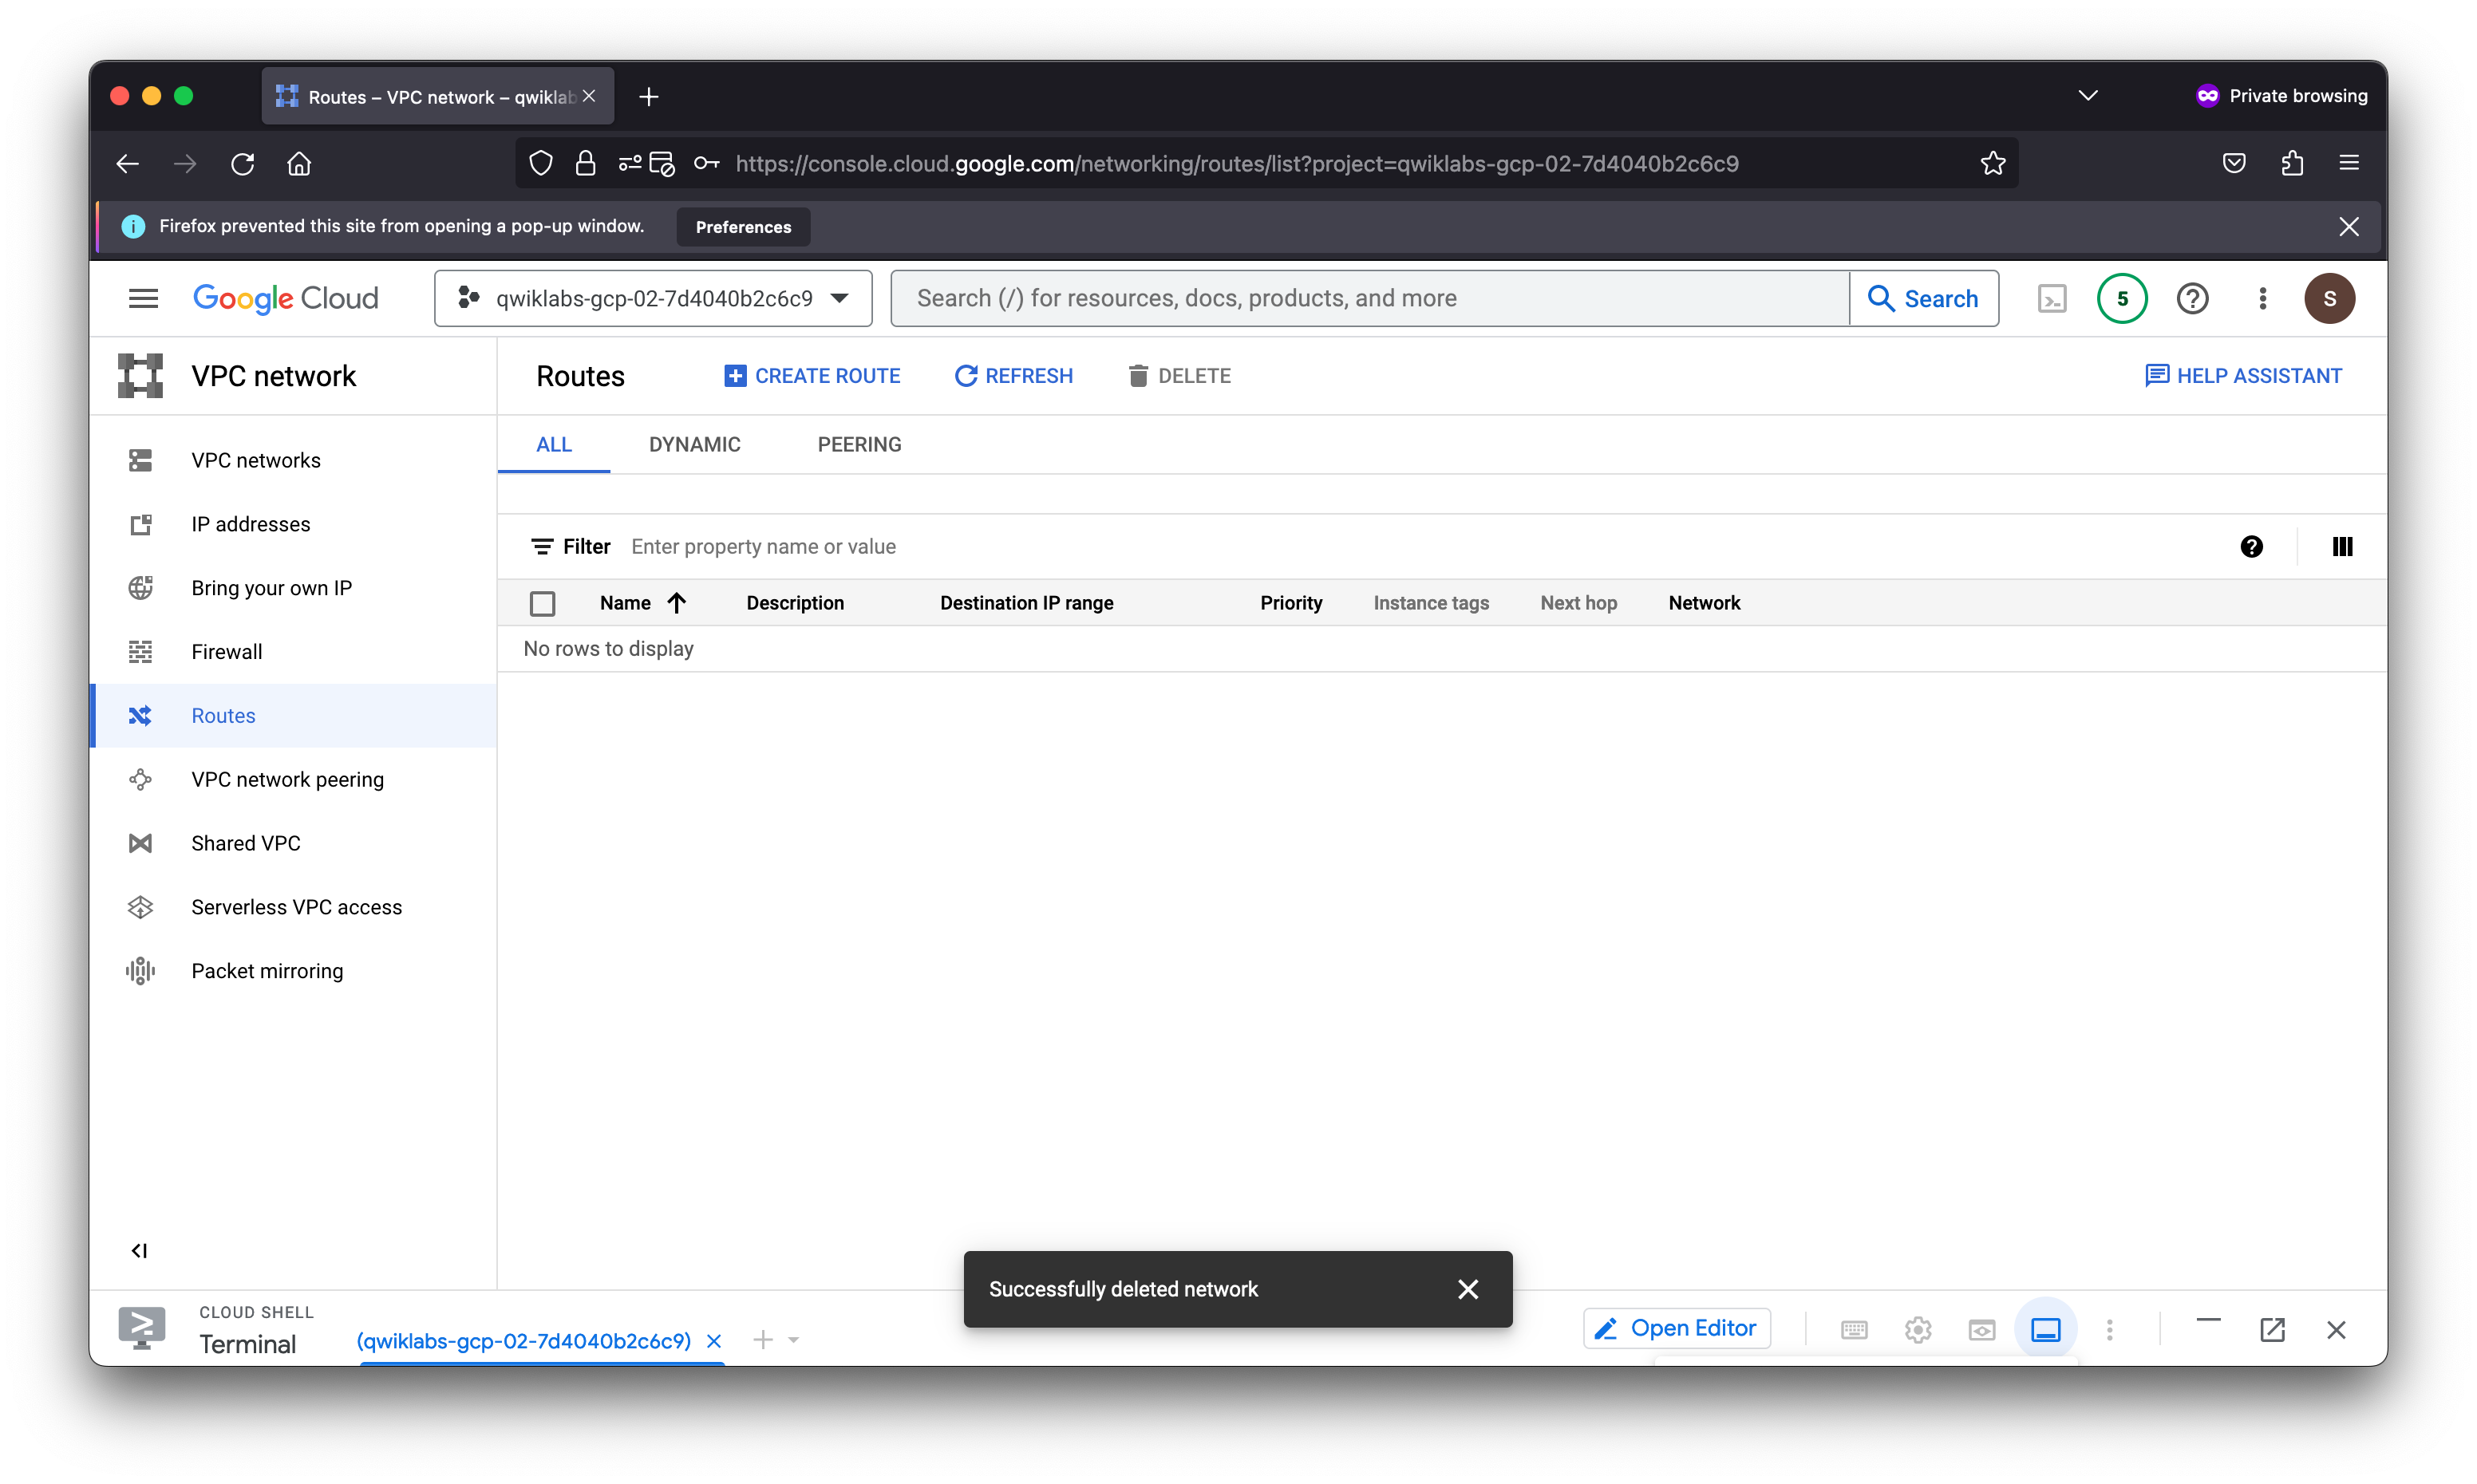 Routes – VPC network – qwiklab
Private browsing
https://console.cloud.google.com/networking/routes/list?project=qwiklabs-gcp-02-7d4040b2c6c9
Firefox prevented this site from opening a pop-up window.
Preferences
Google Cloud
qwiklabs-gcp-02-7d4040b2c6c9
Search (/) for resources, docs, products, and more
Search
5
S
VPC network
Routes
CREATE ROUTE
REFRESH
DELETE
HELP ASSISTANT
VPC networks
IP addresses
Bring your own IP
Firewall
Routes
VPC network peering
Shared VPC
Serverless VPC access
Packet mirroring
ALL
DYNAMIC
PEERING
Filter
Enter property name or value
Name
Description
Destination IP range
Priority
Instance tags
Next hop
Network
No rows to display
Successfully deleted network
CLOUD SHELL
Terminal
(qwiklabs-gcp-02-7d4040b2c6c9)
Open Editor